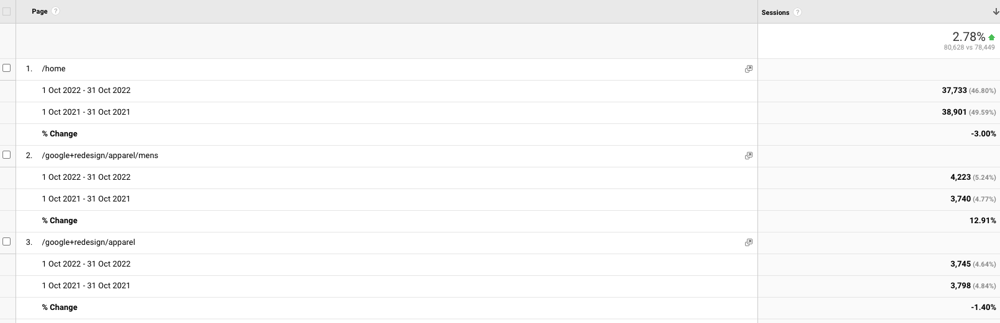 Page ? Sessions ?
2.78%
80,628 vs 78,449
1. /home
1 Oct 2022 - 31 Oct 2022 37,733 (46.80%)
1 Oct 2021 - 31 Oct 2021 38,901 (49.59%)
% Change -3.00%
2. /google+redesign/apparel/mens
1 Oct 2022 - 31 Oct 2022 4,223 (5.24%)
1 Oct 2021 - 31 Oct 2021 3,740 (4.77%)
% Change 12.91%
3. /google+redesign/apparel
1 Oct 2022 - 31 Oct 2022 3,745 (4.64%)
1 Oct 2021 - 31 Oct 2021 3,798 (4.84%)
% Change -1.40%